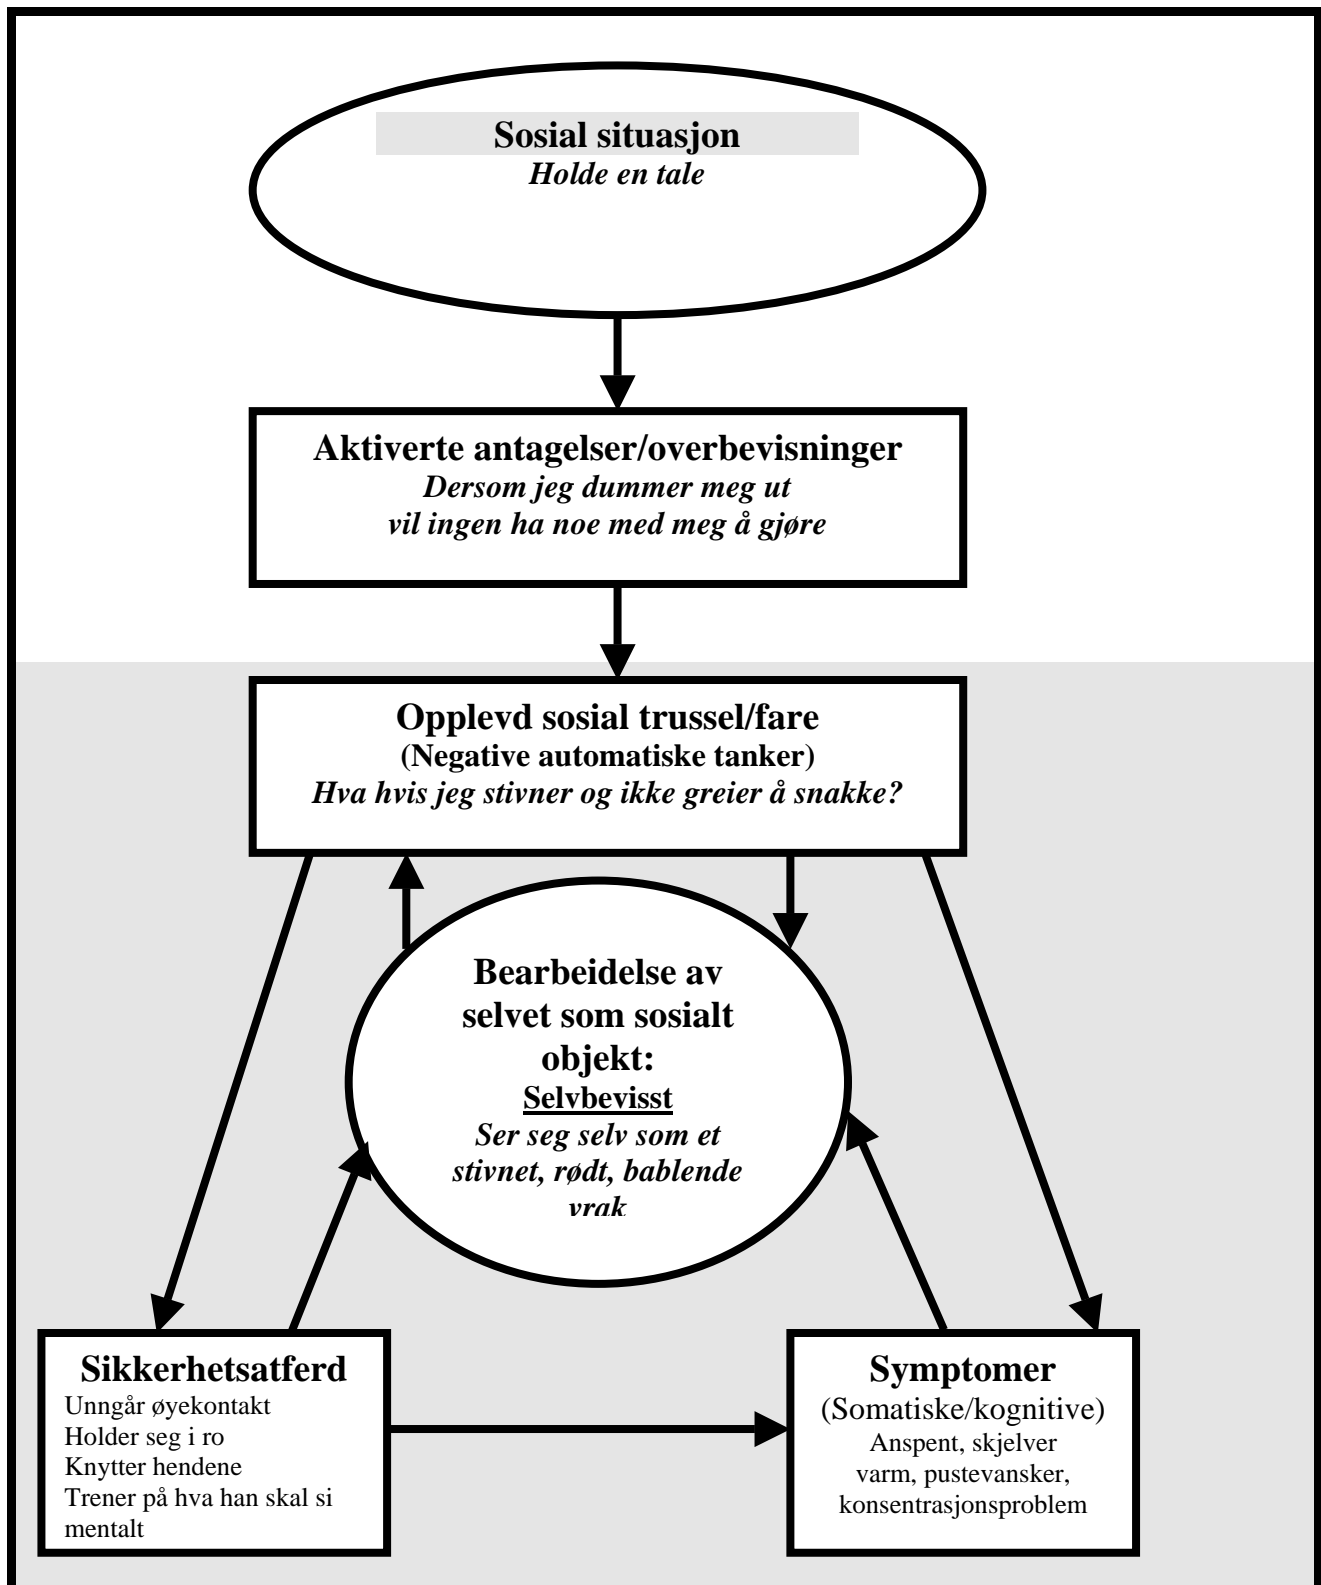 Sosial situasjon
Holde en tale
Aktiverte antagelser/overbevisninger
Dersom jeg dummer meg ut
vil ingen ha noe med meg å gjøre
Opplevd sosial trussel/fare
(Negative automatiske tanker)
Hva hvis jeg stivner og ikke greier å snakke?
Bearbeidelse av
selvet som sosialt
objekt:
Selvbevisst
Ser seg selv som et
stivnet, rødt, bablende
vrak
Sikkerhetsatferd
Unngår øyekontakt
Holder seg i ro
Knytter hendene
Trener på hva han skal si
mentalt
Symptomer
(Somatiske/kognitive)
Anspent, skjelver
varm, pustevansker,
konsentrasjonsproblem